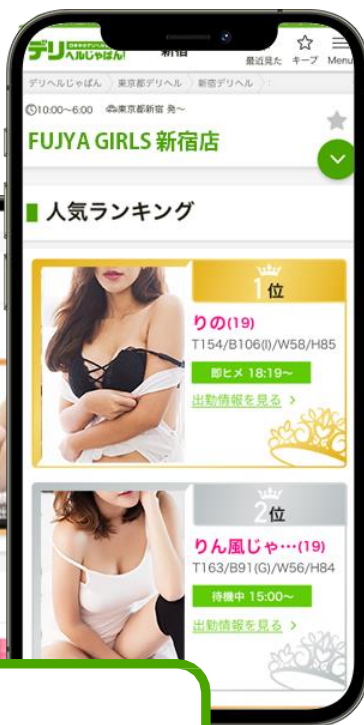 デリヘルじゃぱん!
新宿
最近見た
キープ
Menu
デリヘルじゃぱん
東京都デリヘル
新宿デリヘル
10:00〜6:00
東京都新宿 発〜
FUJYA GIRLS 新宿店
人気ランキング
1位
りの(19)
T154/B106(I)/W58/H85
即ヒメ 18:19〜
出勤情報を見る
2位
りん風じゃ…(19)
T163/B91(G)/W56/H84
待機中 15:00〜
出勤情報を見る